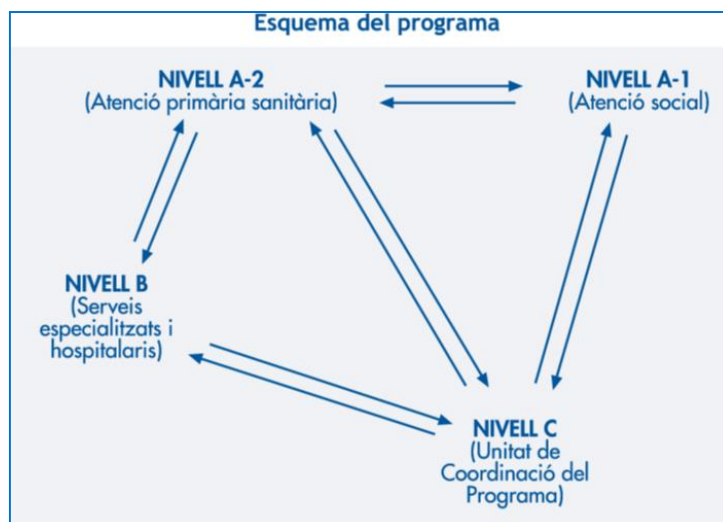 Esquema del programa
NIVELL A-2
(Atenció primària sanitària)
NIVELL A-1
(Atenció social)
NIVELL B
(Serveis
especialitzats i
hospitalaris)
NIVELL C
(Unitat de
Coordinació del
Programa)